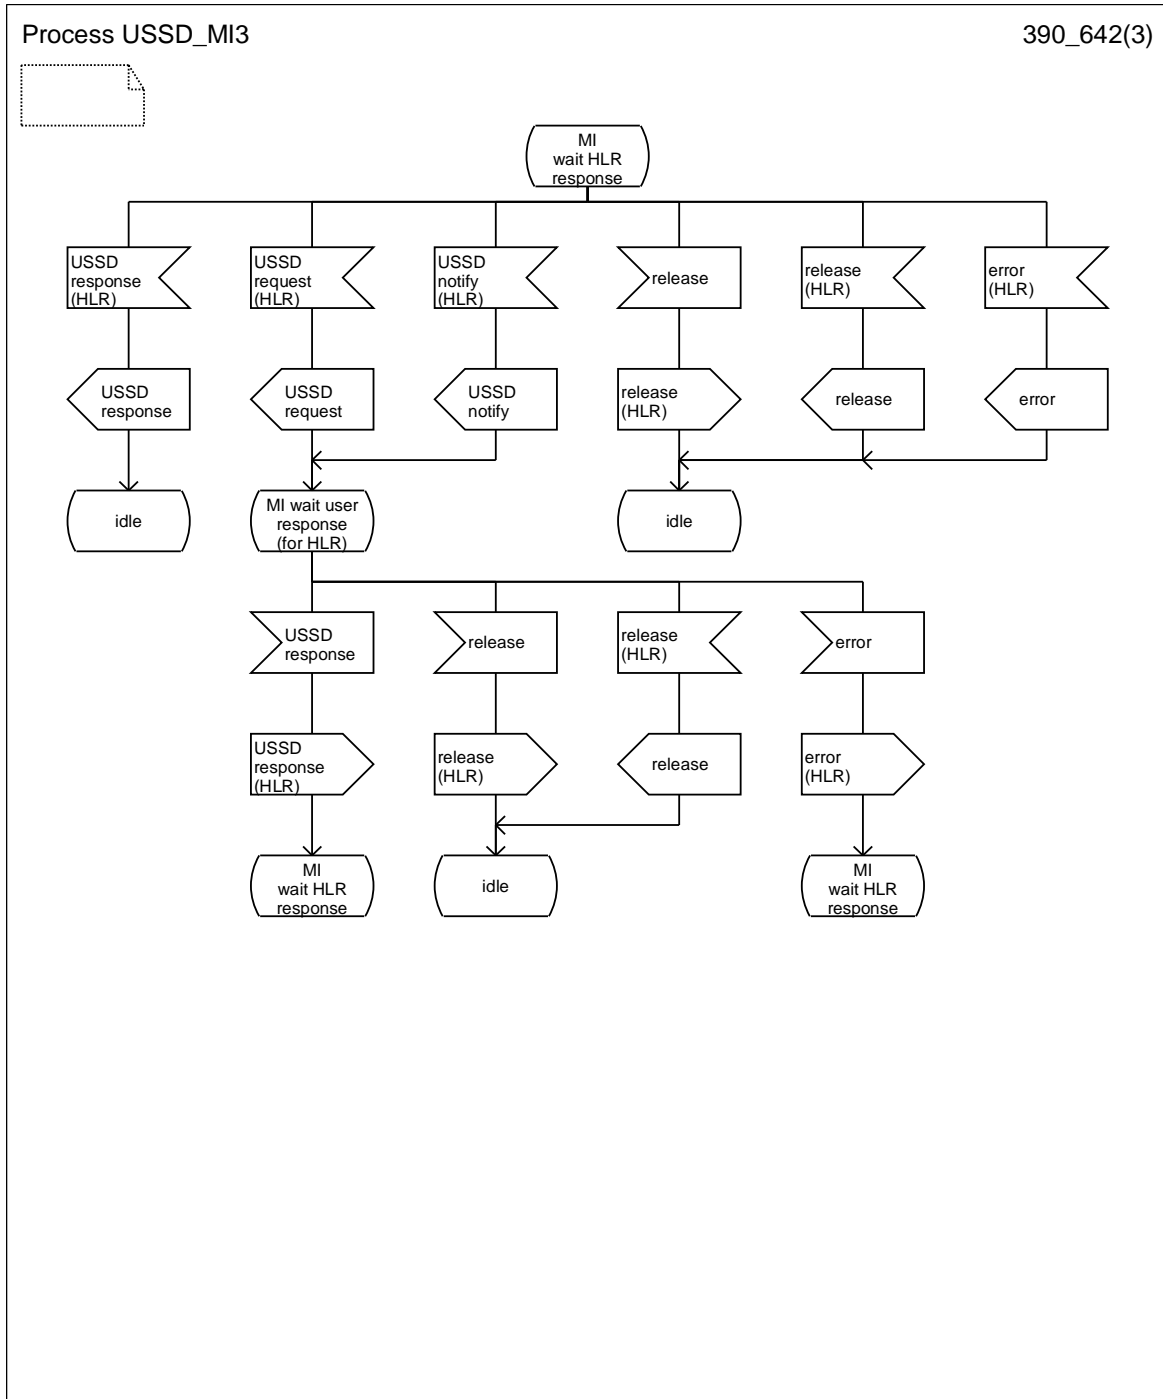 Process USSD_MI3
390_642(3)
MI
wait HLR
response
USSD
response
(HLR)
USSD
request
(HLR)
USSD
notify
(HLR)
release
release
(HLR)
error
(HLR)
USSD
response
USSD
request
USSD
notify
release
(HLR)
release
error
idle
MI wait user
response
(for HLR)
idle
USSD
response
release
release
(HLR)
error
USSD
response
(HLR)
release
(HLR)
release
error
(HLR)
MI
wait HLR
response
idle
MI
wait HLR
response